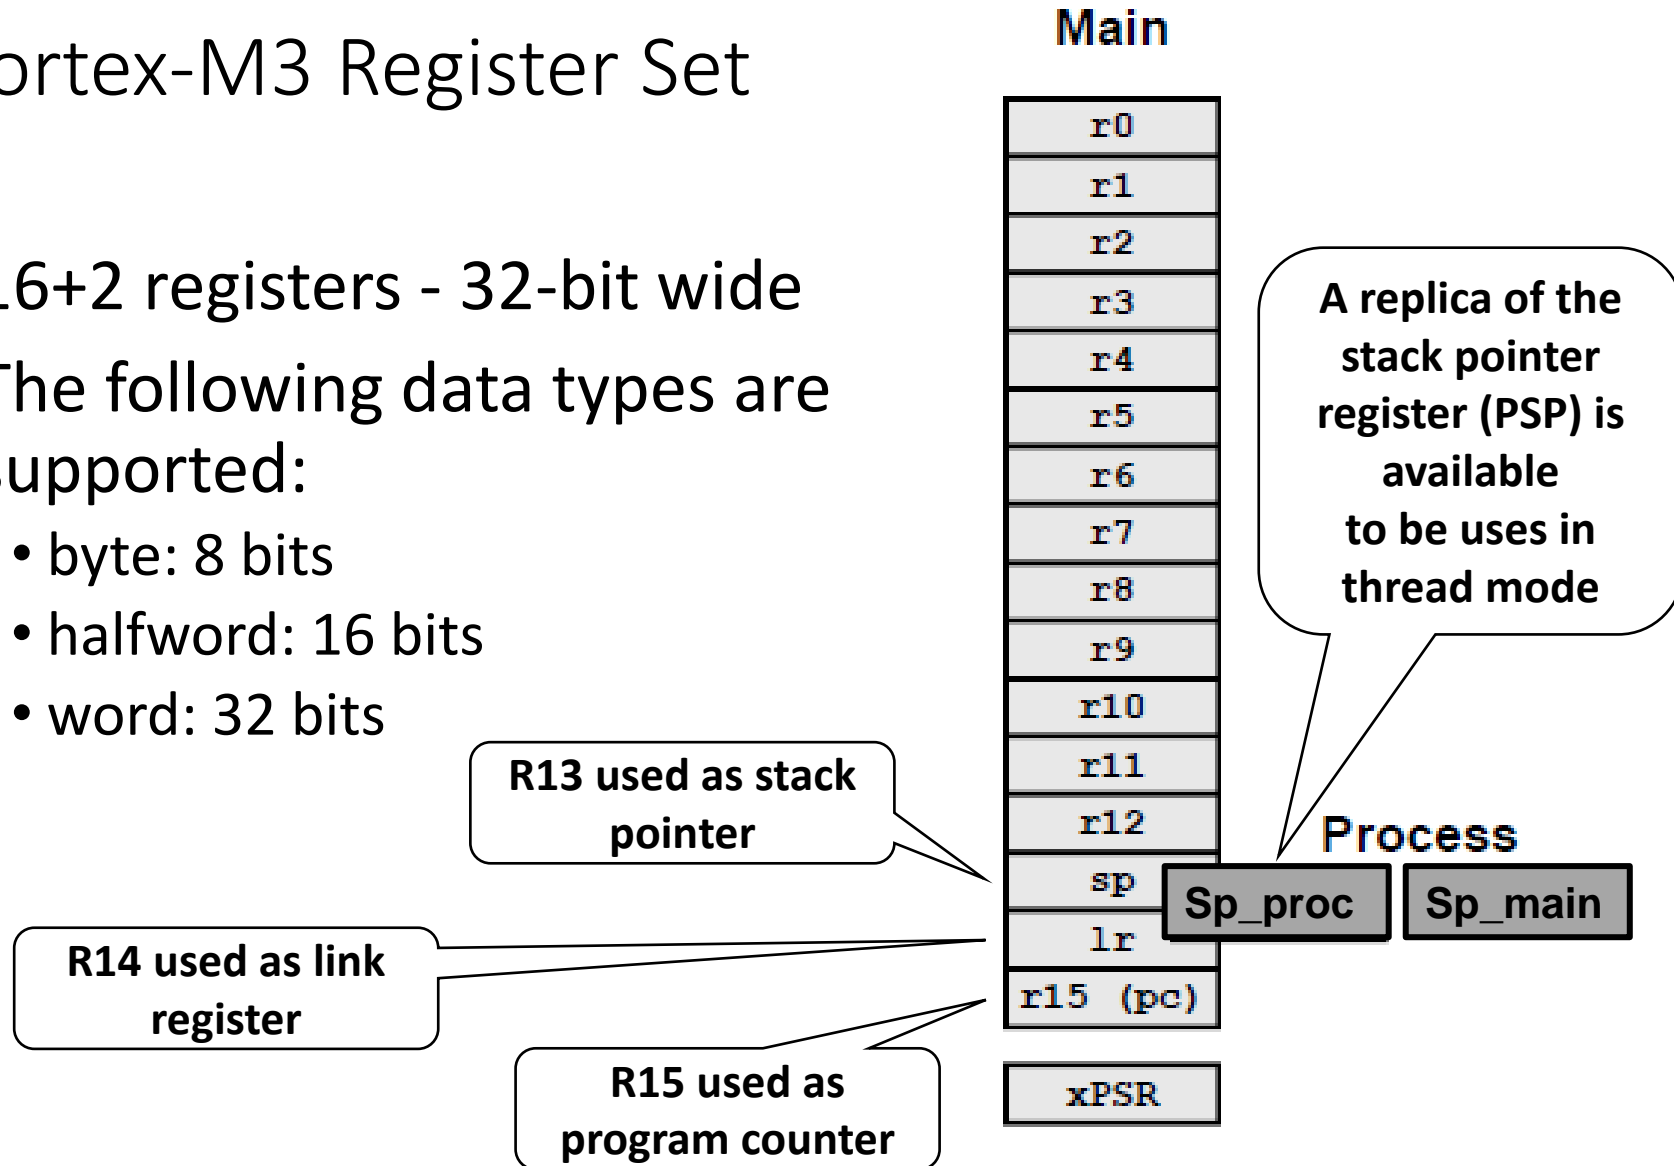 ortex-M3 Register Set
16+2 registers - 32-bit wide
The following data types are
supported:
• byte: 8 bits
• halfword: 16 bits
• word: 32 bits
Main
r0
r1
r2
r3
r4
r5
r6
r7
r8
r9
r10
r11
r12
sp
lr
r15 (pc)
xPSR
A replica of the
stack pointer
register (PSP) is
available
to be uses in
thread mode
Process
Sp_proc
Sp_main
R13 used as stack
pointer
R14 used as link
register
R15 used as
program counter